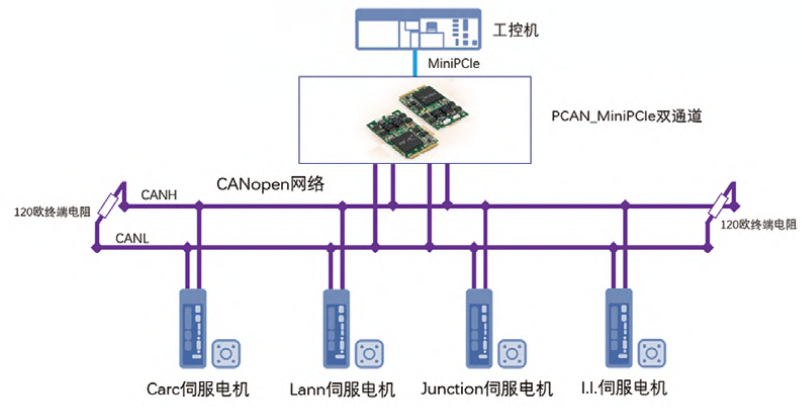 工控机
MiniPCIe
PCAN_MiniPCIe双通道
CANopen网络
CANH
120欧终端电阻
120欧终端电阻
CANL
Carc伺服电机
Lann伺服电机
Junction伺服电机
I.I.伺服电机